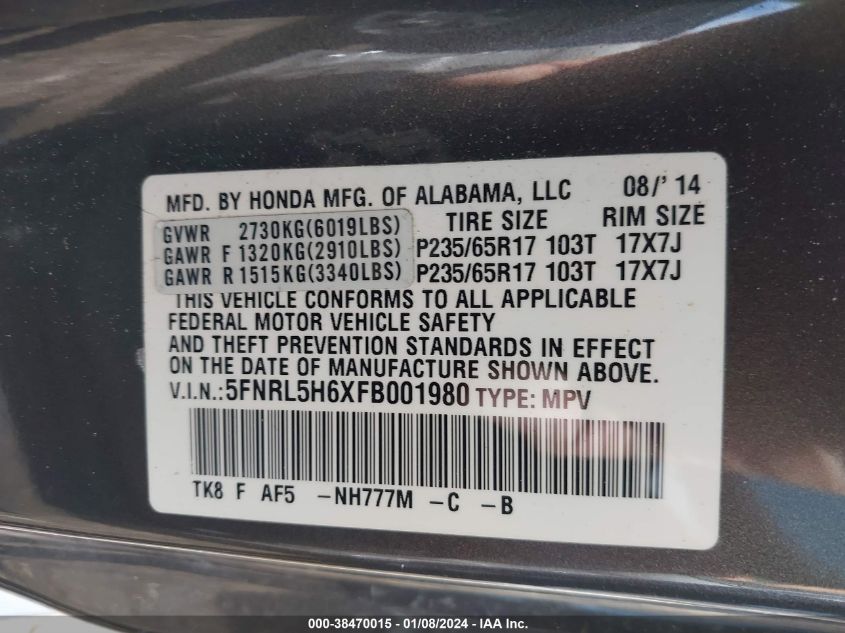 MFD. BY HONDA MFG. OF ALABAMA, LLC 08/' 14
GVWR 2730KG(6019LBS) TIRE SIZE RIM SIZE
GAWR F 1320KG(2910LBS) P235/65R17 103T 17X7J
GAWR R 1515KG(3340LBS) P235/65R17 103T 17X7J
THIS VEHICLE CONFORMS TO ALL APPLICABLE
FEDERAL MOTOR VEHICLE SAFETY
AND THEFT PREVENTION STANDARDS IN EFFECT
ON THE DATE OF MANUFACTURE SHOWN ABOVE.
V.I.N.: 5FNRL5H6XFB001980 TYPE: MPV
TK8 F AF5 -NH777M -C -B
000-38470015 - 01/08/2024 - IAA Inc.